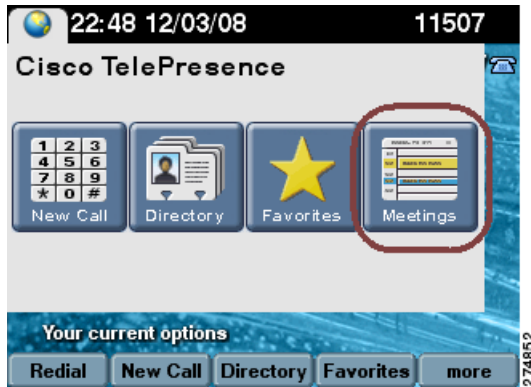 22:48 12/03/08 11507
Cisco TelePresence
1 2 3
4 5 6
7 8 9
* 0 #
New Call Directory Favorites Meetings
Your current options
Redial New Call Directory Favorites more
274852